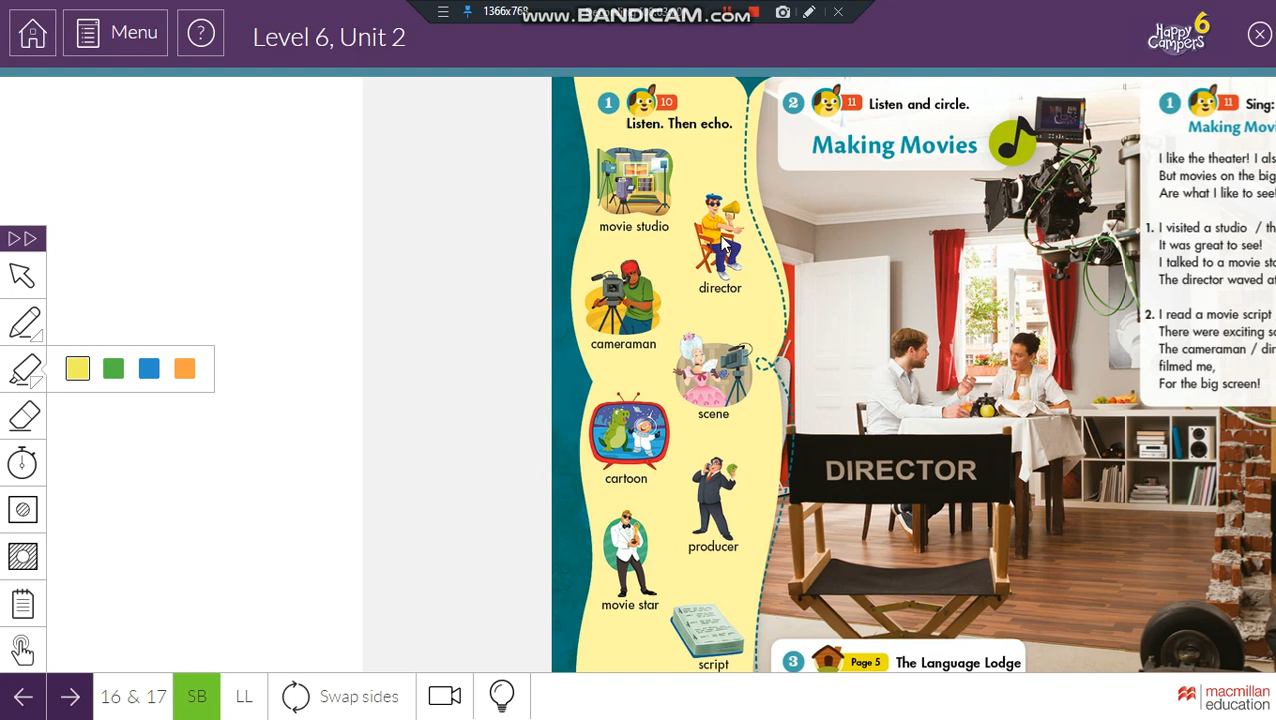 1366x768
www.BANDICAM.com
Menu
?
Level 6, Unit 2
Happy Campers 6
1
10
Listen. Then echo.
movie studio
director
cameraman
scene
cartoon
producer
movie star
script
2
11
Listen and circle.
Making Movies
DIRECTOR
3
Page 5
The Language Lodge
1
11
Sing:
Making Mov
I like the theater! I als
But movies on the big
Are what I like to see!
1. I visited a studio / th
It was great to see!
I talked to a movie sta
The director waved at
2. I read a movie script
There were exciting sc
The cameraman / dir
filmed me,
For the big screen!
16 & 17
SB
LL
Swap sides
macmillan
education